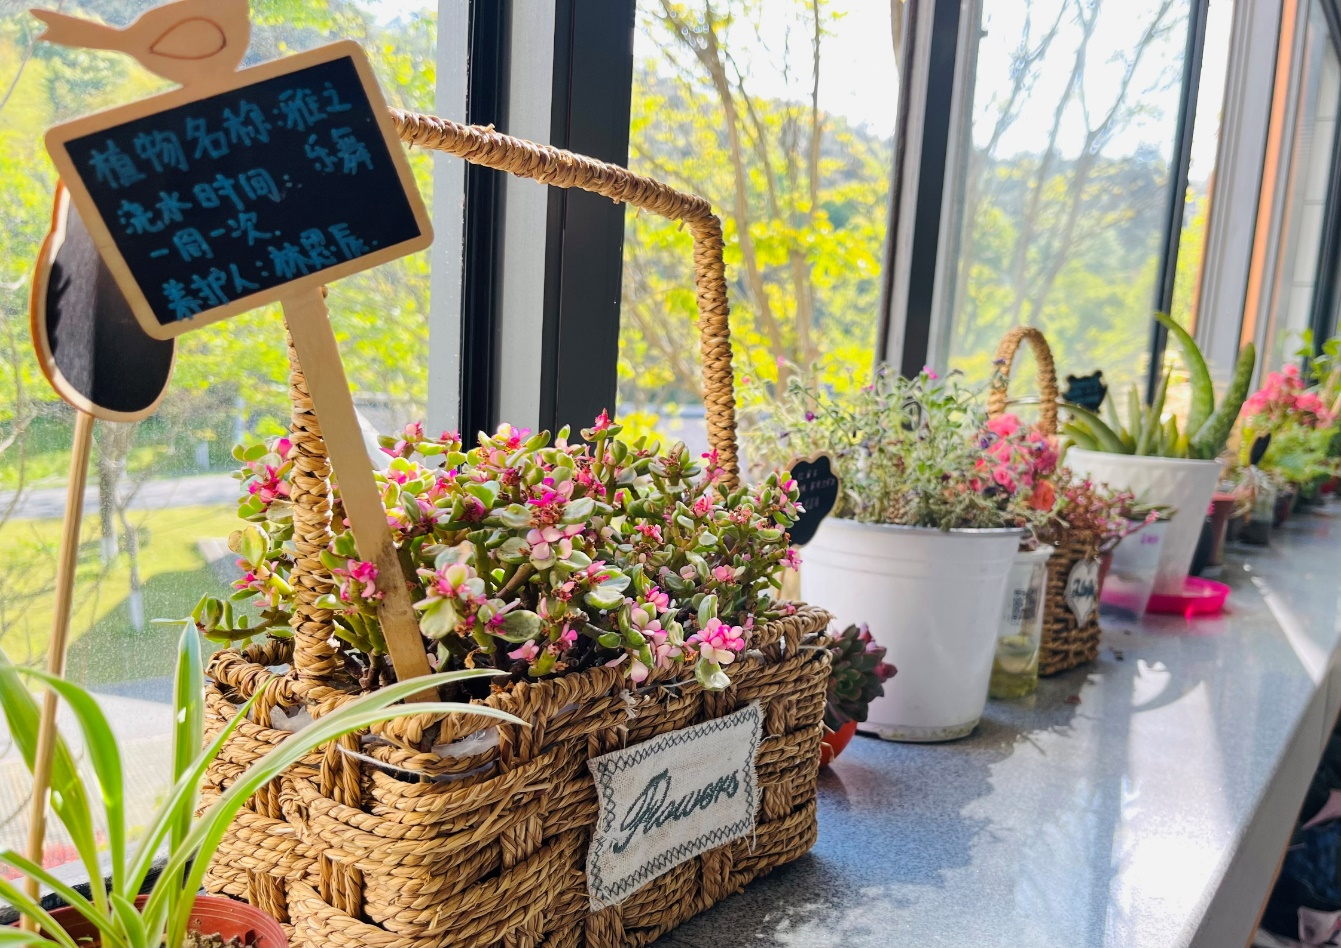 植物名称:雅之
乐舞
浇水时间:
一周一次.
养护人:林思辰.
Flowers